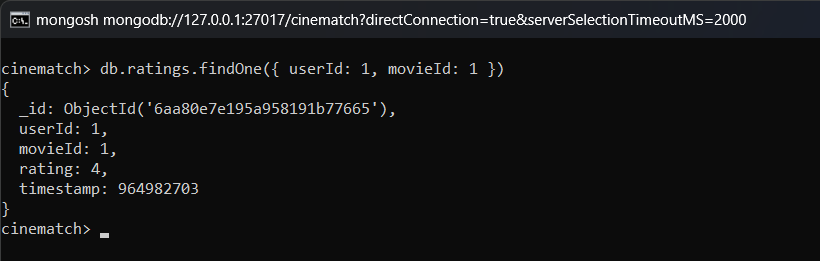 mongosh mongodb://127.0.0.1:27017/cinematch?directConnection=true&serverSelectionTimeoutMS=2000
cinematch> db.ratings.findOne({ userId: 1, movieId: 1 })
{
  _id: ObjectId('6aa80e7e195a958191b77665'),
  userId: 1,
  movieId: 1,
  rating: 4,
  timestamp: 964982703
}
cinematch>